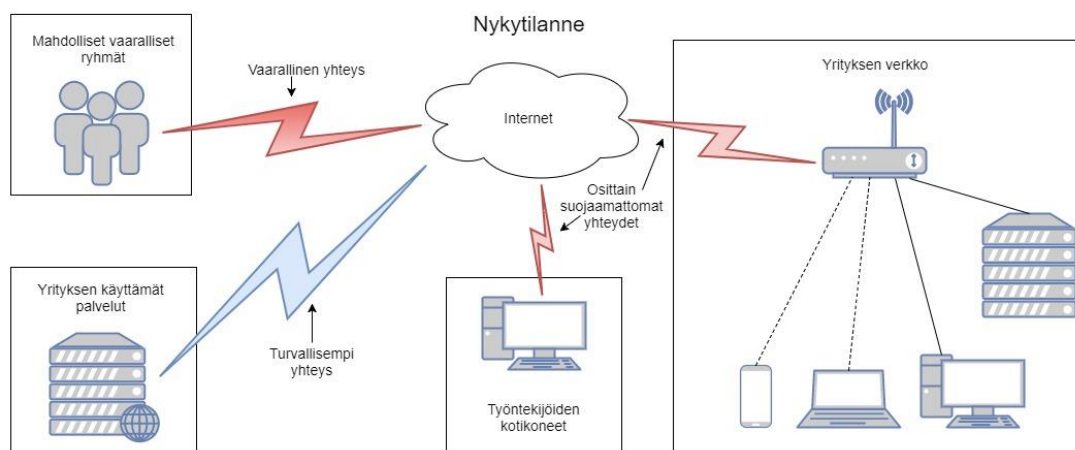 Nykytilanne
Mahdolliset vaaralliset
ryhmät
Vaarallinen yhteys
Internet
Yrityksen verkko
Osittain
suojaamattomat
yhteydet
Yrityksen käyttämät
palvelut
Turvallisempi
yhteys
Työntekijöiden
kotikoneet